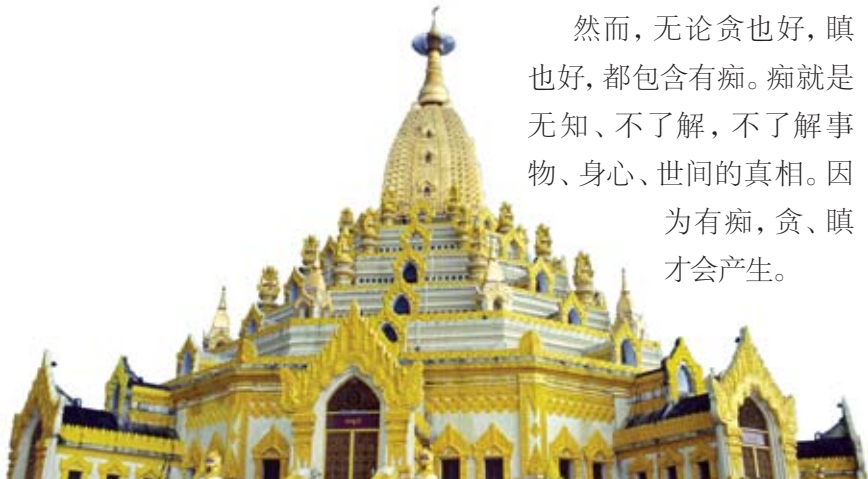 然而，无论贪也好，瞋
也好，都包含有痴。痴就是
无知、不了解，不了解事
物、身心、世间的真相。因
为有痴，贪、瞋
才会产生。